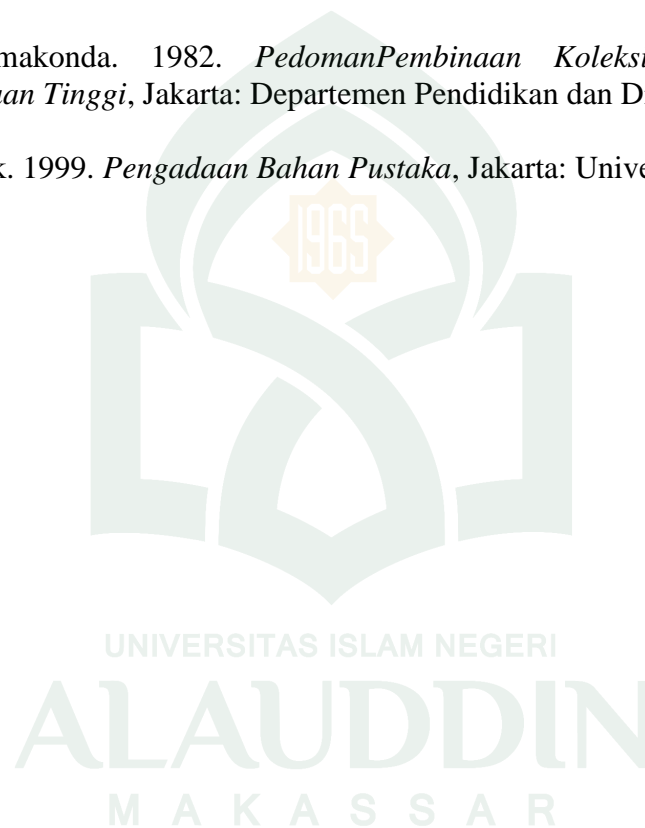 makonda. 1982. PedomanPembinaan Koleksi
an Tinggi, Jakarta: Departemen Pendidikan dan D
k. 1999. Pengadaan Bahan Pustaka, Jakarta: Unive
1965
UNIVERSITAS ISLAM NEGERI
ALAUDDIN
MAKASSAR